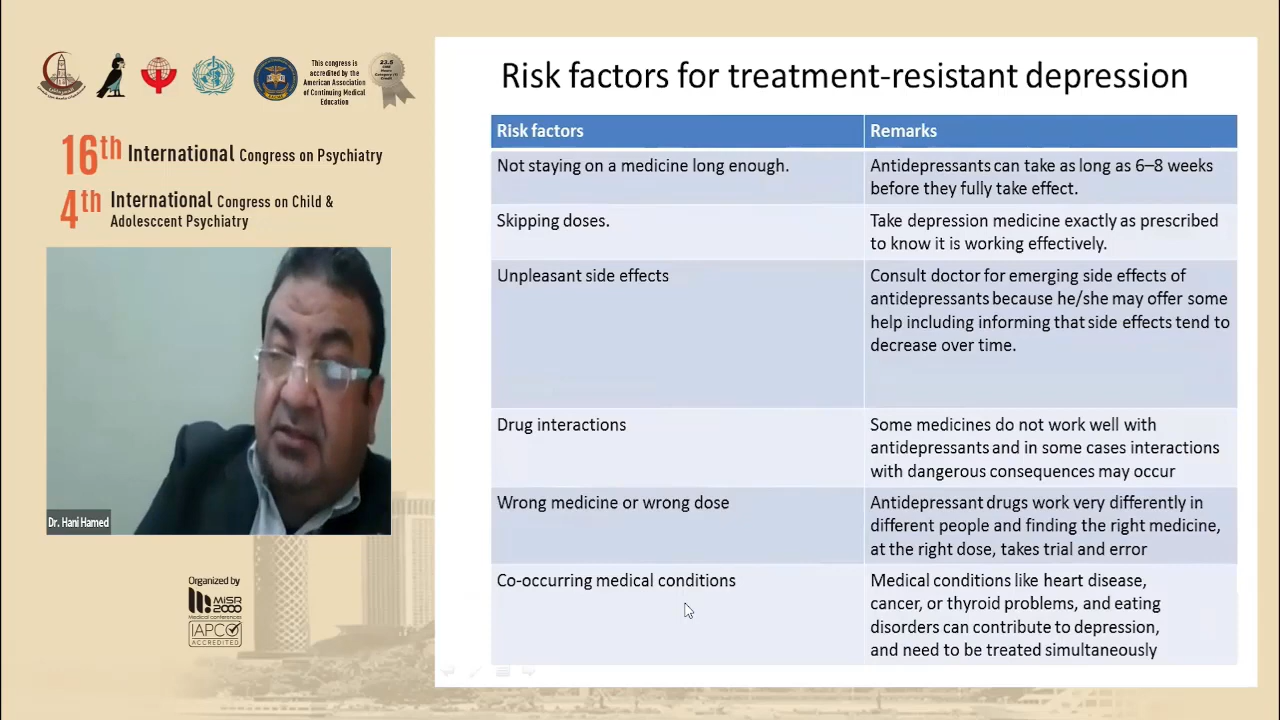 This congress is
accredited by the
American Association
of Continuing Medical
Education
23.5
16th International Congress on Psychiatry
4th International Congress on Child &
Adolesccent Psychiatry
Dr. Hani Hamed
Organized by
MiSR
2000
Medical conferences
IAPCO
ACCREDITED
Risk factors for treatment-resistant depression
Risk factors
Remarks
Not staying on a medicine long enough.
Antidepressants can take as long as 6–8 weeks
before they fully take effect.
Skipping doses.
Take depression medicine exactly as prescribed
to know it is working effectively.
Unpleasant side effects
Consult doctor for emerging side effects of
antidepressants because he/she may offer some
help including informing that side effects tend to
decrease over time.
Drug interactions
Some medicines do not work well with
antidepressants and in some cases interactions
with dangerous consequences may occur
Wrong medicine or wrong dose
Antidepressant drugs work very differently in
different people and finding the right medicine,
at the right dose, takes trial and error
Co-occurring medical conditions
Medical conditions like heart disease,
cancer, or thyroid problems, and eating
disorders can contribute to depression,
and need to be treated simultaneously